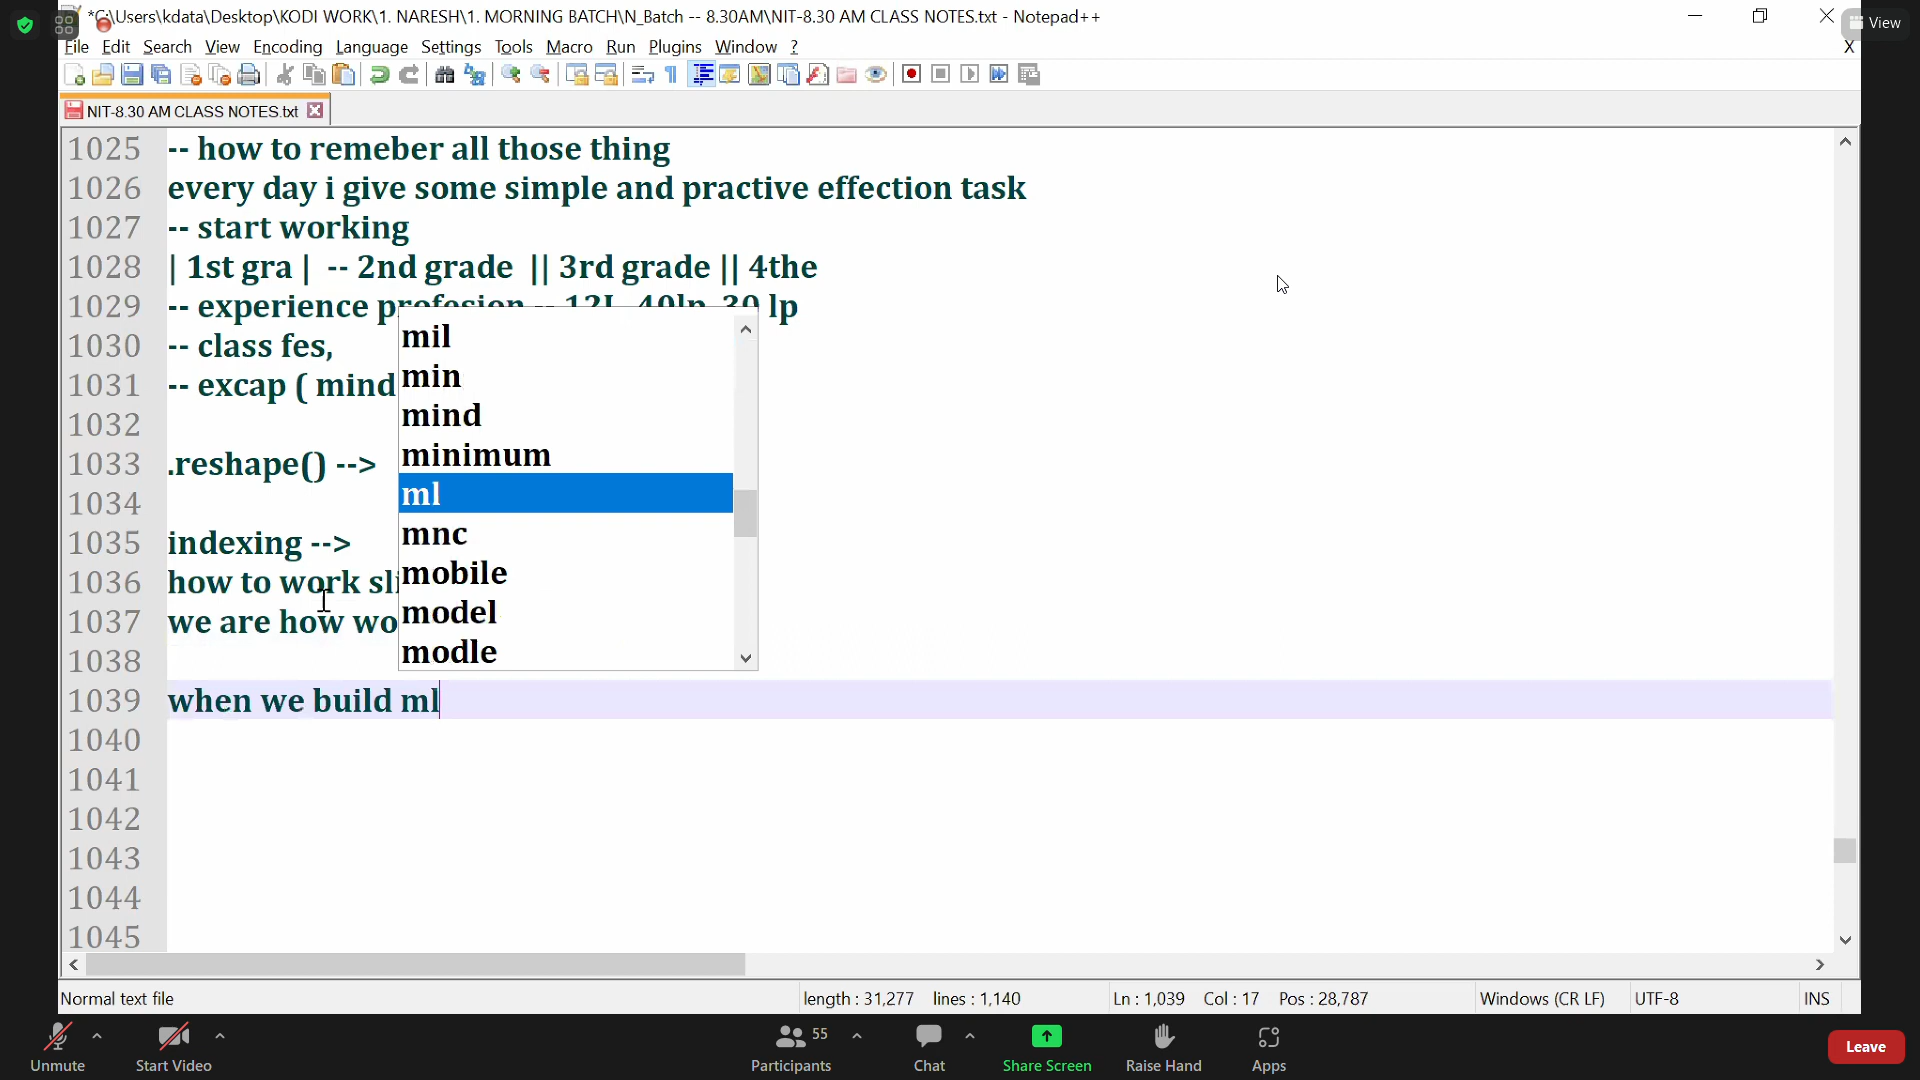 *C:\Users\kdata\Desktop\KODI WORK\1. NARESH\1. MORNING BATCH\N_Batch -- 8.30AM\NIT-8.30 AM CLASS NOTES.txt - Notepad++
View
File Edit Search View Encoding Language Settings Tools Macro Run Plugins Window ? X
NIT-8.30 AM CLASS NOTES.txt
1025 -- how to remeber all those thing
1026 every day i give some simple and practive effection task
1027 -- start working
1028 | 1st gra | -- 2nd grade || 3rd grade || 4the
1029 -- experience profesion -- 12L, 40lp, 30 lp
1030 -- class fes,
1031 -- excap ( mind
1032
1033 .reshape() -->
1034
1035 indexing -->
1036 how to work sli
1037 we are how wo
1038
1039 when we build ml
1040
1041
1042
1043
1044
1045
mil
min
mind
minimum
ml
mnc
mobile
model
modle
Normal text file length : 31,277 lines : 1,140 Ln : 1,039 Col : 17 Pos : 28,787 Windows (CR LF) UTF-8 INS
Unmute Start Video 55 Participants Chat Share Screen Raise Hand Apps Leave